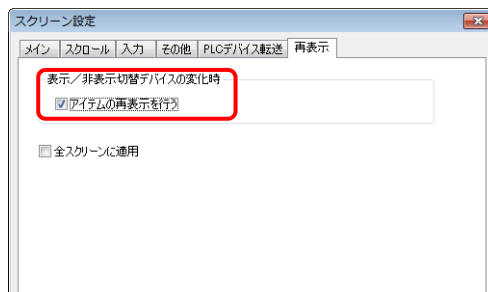 スクリーン設定
メイン スクロール 入力 その他 PLCデバイス転送 再表示
表示／非表示切替デバイスの変化時
アイテムの再表示を行う
全スクリーンに適用